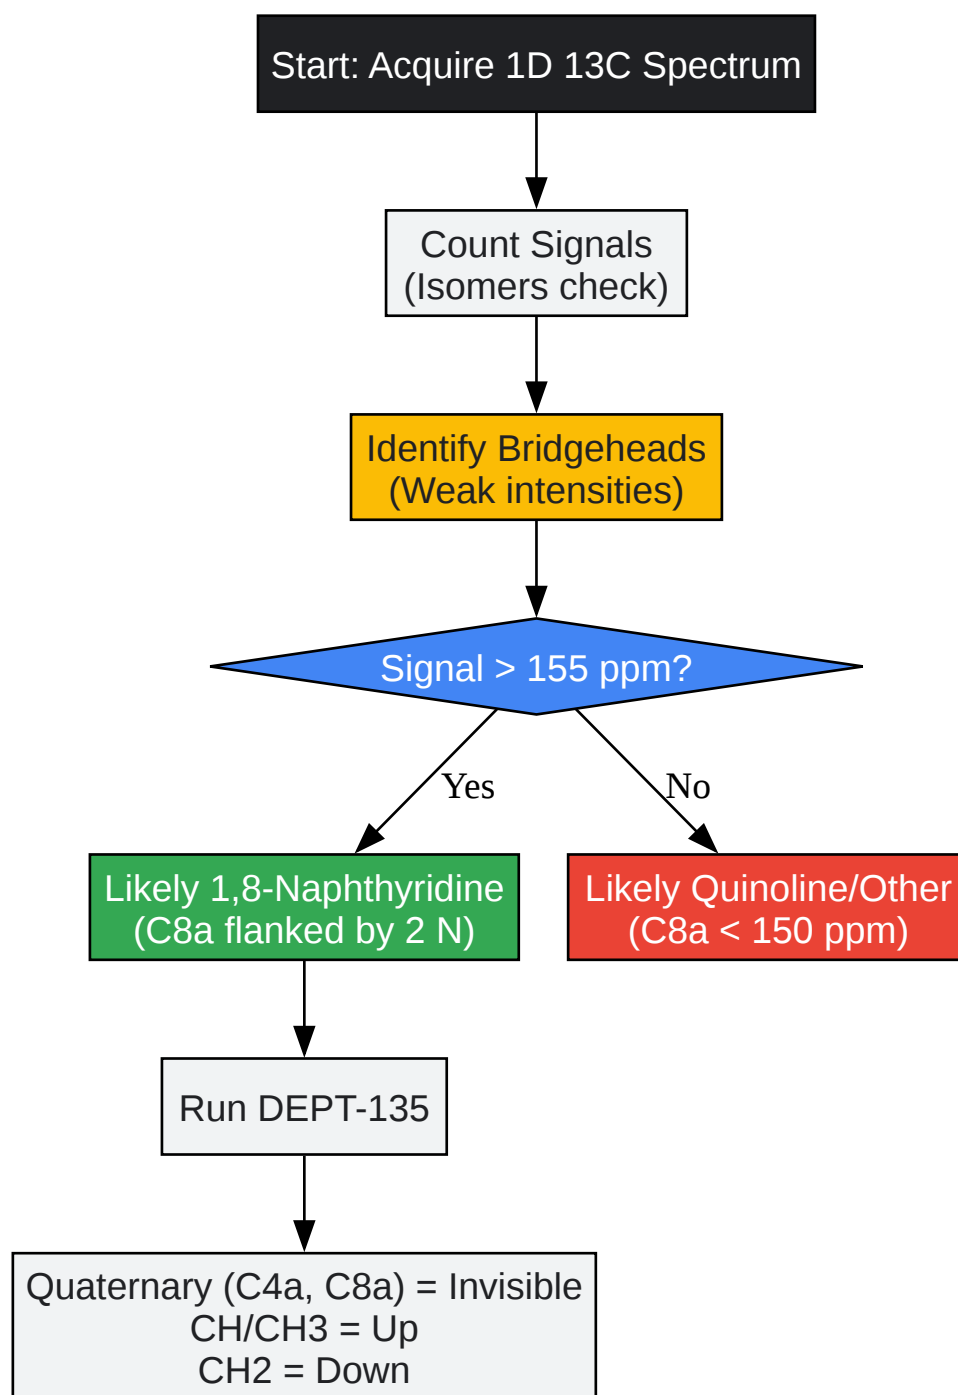 Start: Acquire 1D 13C Spectrum
Count Signals
(Isomers check)
Identify Bridgeheads
(Weak intensities)
Signal > 155 ppm?
Yes
No
Likely 1,8-Naphthyridine
(C8a flanked by 2 N)
Likely Quinoline/Other
(C8a < 150 ppm)
Run DEPT-135
Quaternary (C4a, C8a) = Invisible
CH/CH3 = Up
CH2 = Down